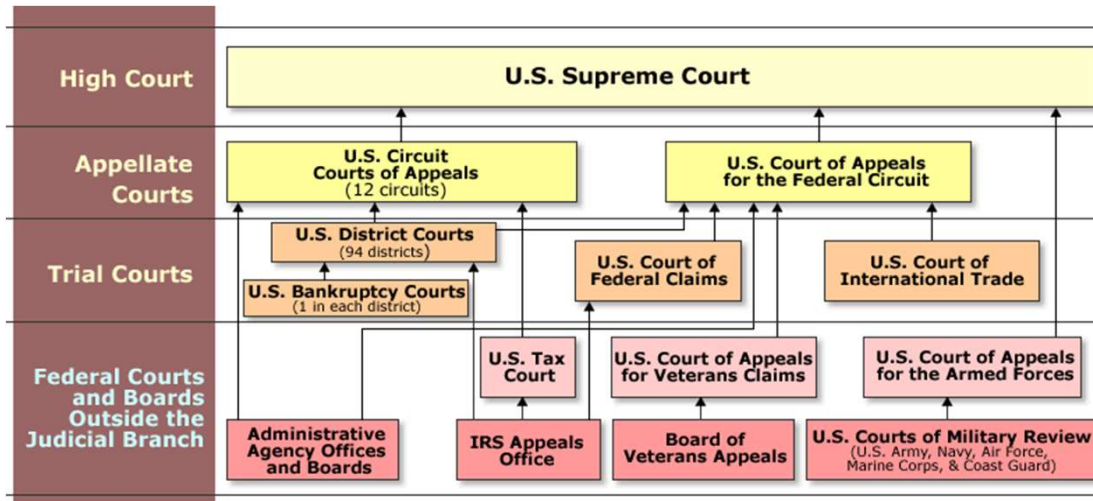 High Court
U.S. Supreme Court
Appellate
Courts
U.S. Circuit
Courts of Appeals
(12 circuits)
U.S. Court of Appeals
for the Federal Circuit
Trial Courts
U.S. District Courts
(94 districts)
U.S. Bankruptcy Courts
(1 in each district)
U.S. Court of
Federal Claims
U.S. Court of
International Trade
Federal Courts
and Boards
Outside the
Judicial Branch
U.S. Tax
Court
U.S. Court of Appeals
for Veterans Claims
U.S. Court of Appeals
for the Armed Forces
Administrative
Agency Offices
and Boards
IRS Appeals
Office
Board of
Veterans Appeals
U.S. Courts of Military Review
(U.S. Army, Navy, Air Force,
Marine Corps, & Coast Guard)